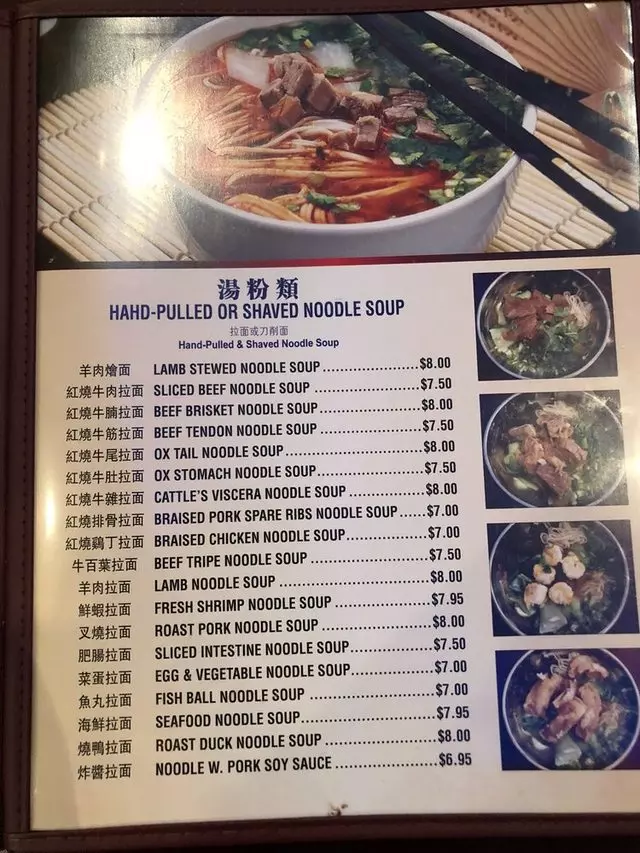 湯粉類
HAHD-PULLED OR SHAVED NOODLE SOUP
拉面或刀削面
Hand-Pulled & Shaved Noodle Soup
羊肉燴面 LAMB STEWED NOODLE SOUP......................$8.00
紅燒牛肉拉面 SLICED BEEF NOODLE SOUP ........................$7.50
紅燒牛腩拉面 BEEF BRISKET NOODLE SOUP.......................$8.00
紅燒牛筋拉面 BEEF TENDON NOODLE SOUP .......................$7.50
紅燒牛尾拉面 OX TAIL NOODLE SOUP..............................$8.00
紅燒牛肚拉面 OX STOMACH NOODLE SOUP.......................$7.50
紅燒牛雜拉面 CATTLE'S VISCERA NOODLE SOUP .................$8.00
紅燒排骨拉面 BRAISED PORK SPARE RIBS NOODLE SOUP......$7.00
紅燒鷄丁拉面 BRAISED CHICKEN NOODLE SOUP..................$7.00
牛百葉拉面 BEEF TRIPE NOODLE SOUP ..........................$7.50
羊肉拉面 LAMB NOODLE SOUP .................................$8.00
鮮蝦拉面 FRESH SHRIMP NOODLE SOUP .....................$7.95
叉燒拉面 ROAST PORK NOODLE SOUP .........................$8.00
肥腸拉面 SLICED INTESTINE NOODLE SOUP..................$7.50
菜蛋拉面 EGG & VEGETABLE NOODLE SOUP..................$7.00
魚丸拉面 FISH BALL NOODLE SOUP ............................$7.00
海鮮拉面 SEAFOOD NOODLE SOUP.............................$7.95
燒鴨拉面 ROAST DUCK NOODLE SOUP ........................$8.00
炸醬拉面 NOODLE W. PORK SOY SAUCE ......................$6.95